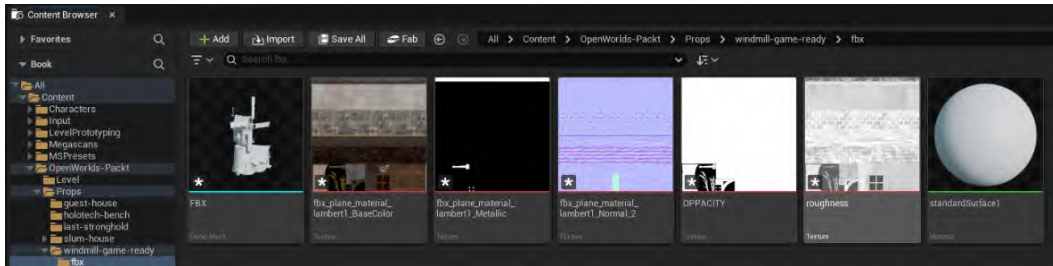 Content Browser ×
Favorites
+ Add Import Save All Fab All > Content > OpenWorlds-Packt > Props > windmill-game-ready > fbx
Book
Search fbx
All
Content
Characters
Input
LevelPrototyping
Megascans
MSPresets
OpenWorlds-Packt
Level
Props
guest-house
holotech-bench
last-stronghold
slum-house
windmill-game-ready
fbx
FBX
Static Mesh
fbx_plane_material_
lambert1_BaseColor
Texture
fbx_plane_material_
lambert1_Metallic
Texture
fbx_plane_material_
lambert1_Normal_2
Texture
OPPACITY
Texture
roughness
Texture
standardSurface1
Material